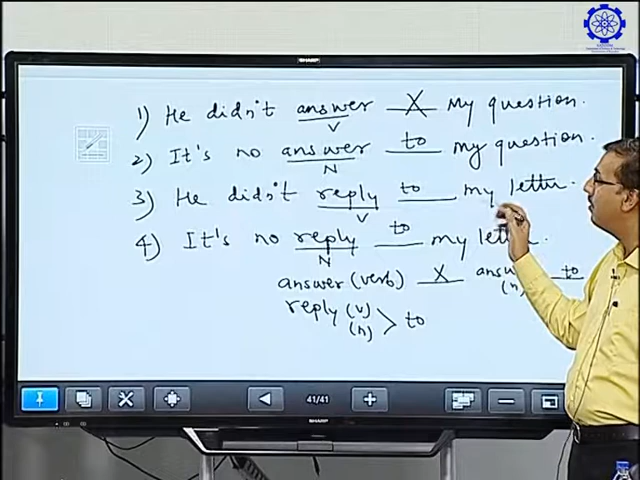 SHARP
1) He didn't answer X My question.
V
2) It's no answer to my question.
N
3) He didn't reply to my letter.
V
4) It's no reply to my letter.
N
answer (verb) X to
(n)
reply (v)
(n) > to
41/41
SHARP